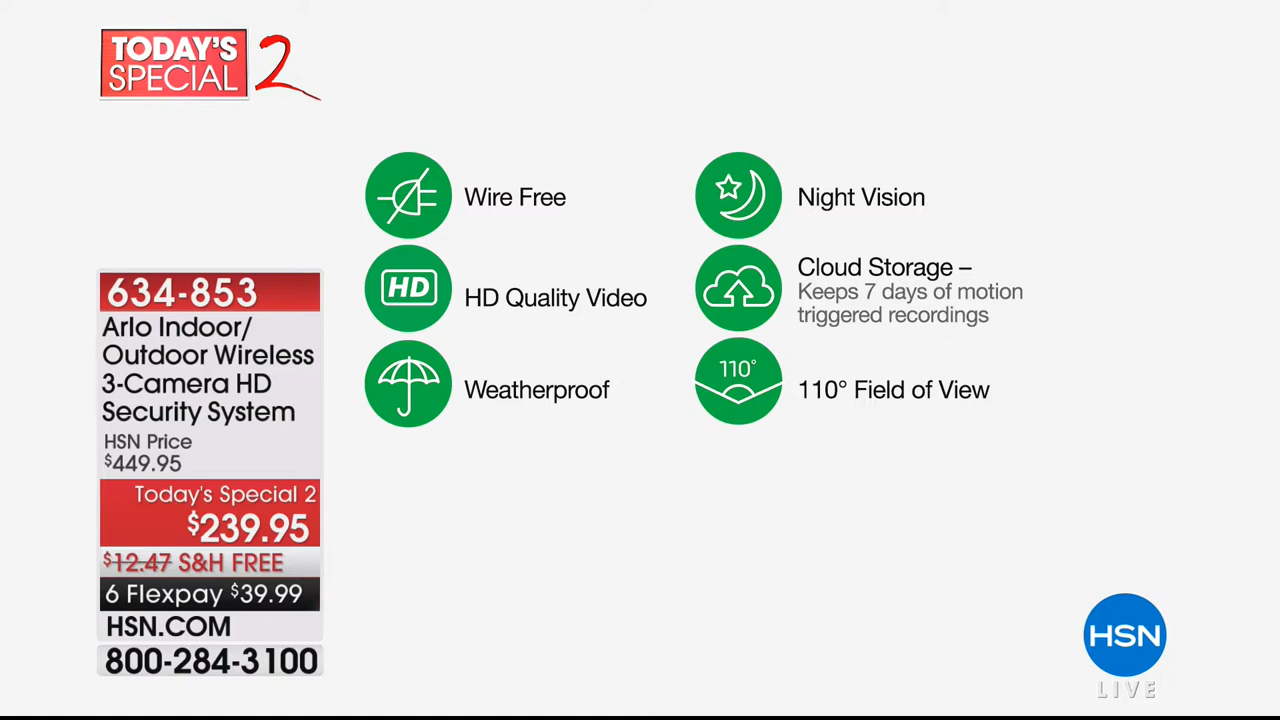 TODAY'S
SPECIAL 2
634-853
Arlo Indoor/
Outdoor Wireless
3-Camera HD
Security System
HSN Price
$449.95
Today's Special 2
$239.95
$12.47 S&H FREE
6 Flexpay $39.99
HSN.COM
800-284-3100
Wire Free
HD
HD Quality Video
Weatherproof
Night Vision
Cloud Storage –
Keeps 7 days of motion
triggered recordings
110°
110° Field of View
HSN
LIVE